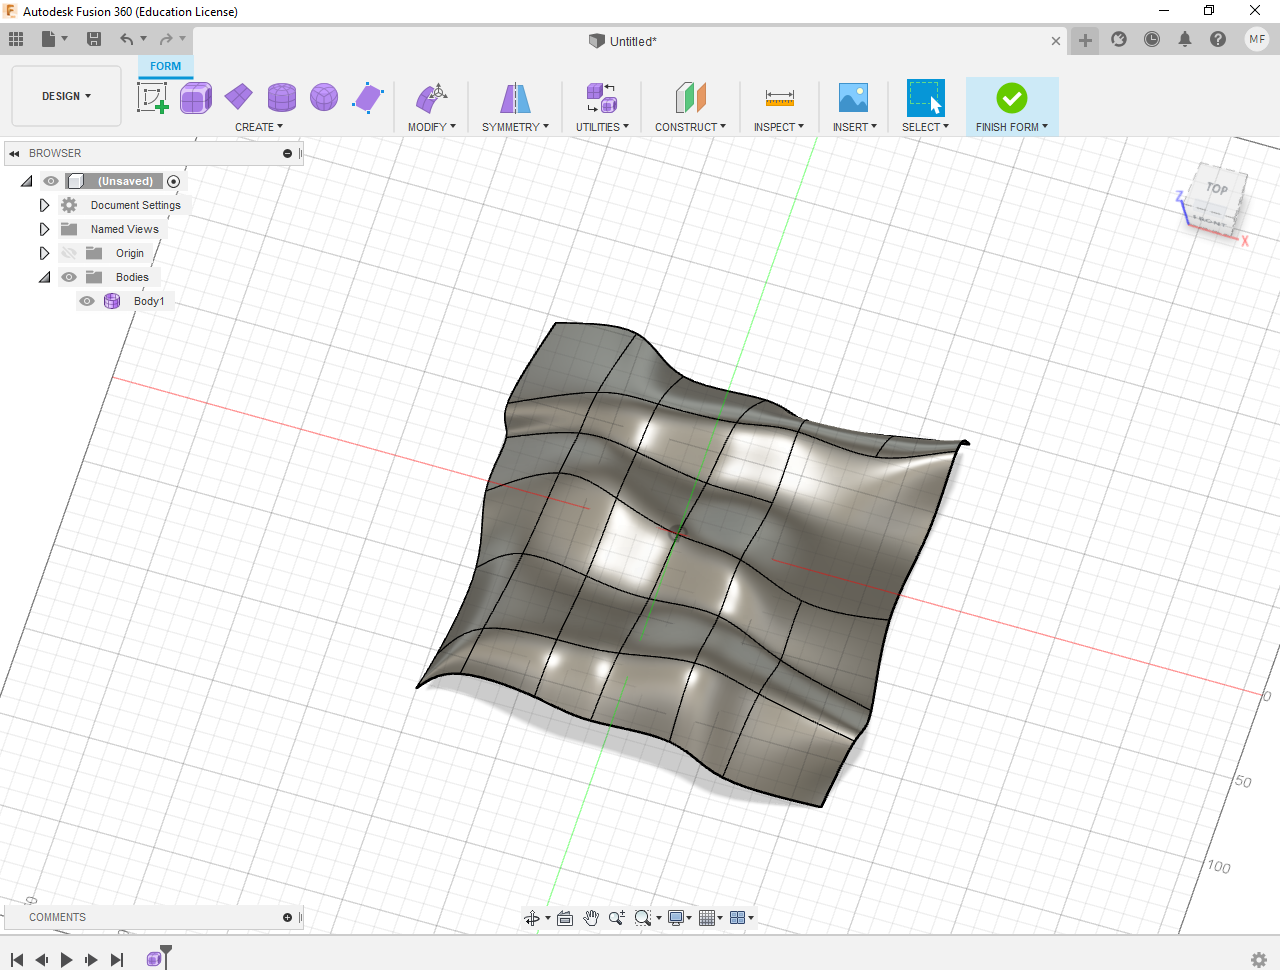 Autodesk Fusion 360 (Education License)
Untitled*
MF
FORM
DESIGN
CREATE
MODIFY
SYMMETRY
UTILITIES
CONSTRUCT
INSPECT
INSERT
SELECT
FINISH FORM
BROWSER
(Unsaved)
Document Settings
Named Views
Origin
Bodies
Body1
TOP
FRONT
Z
X
0
50
100
COMMENTS